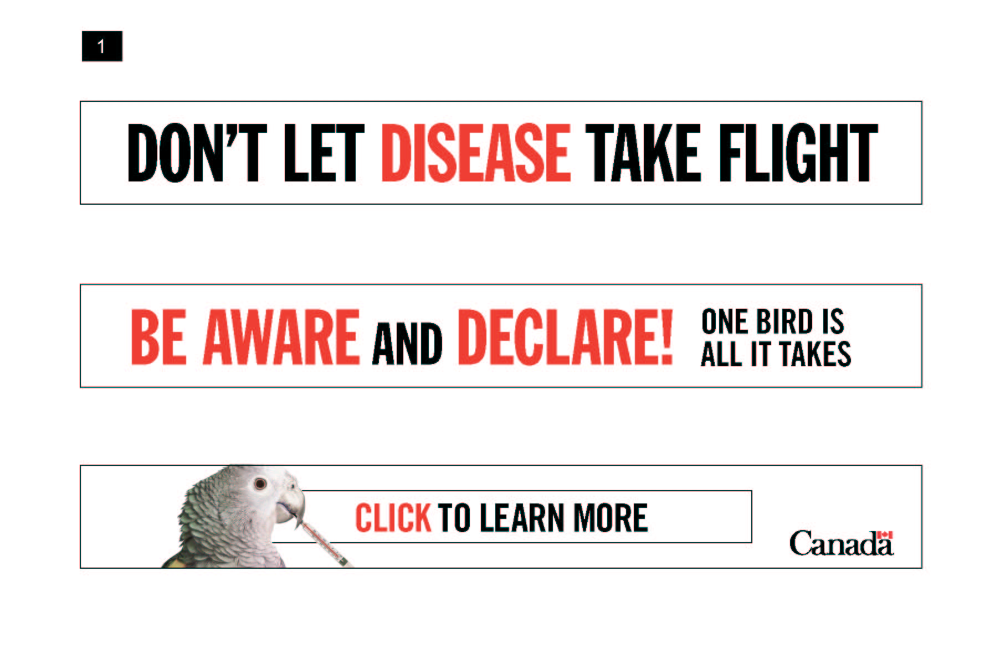 1
DON'T LET DISEASE TAKE FLIGHT
BE AWARE AND DECLARE!
ONE BIRD IS
ALL IT TAKES
CLICK TO LEARN MORE
Canada